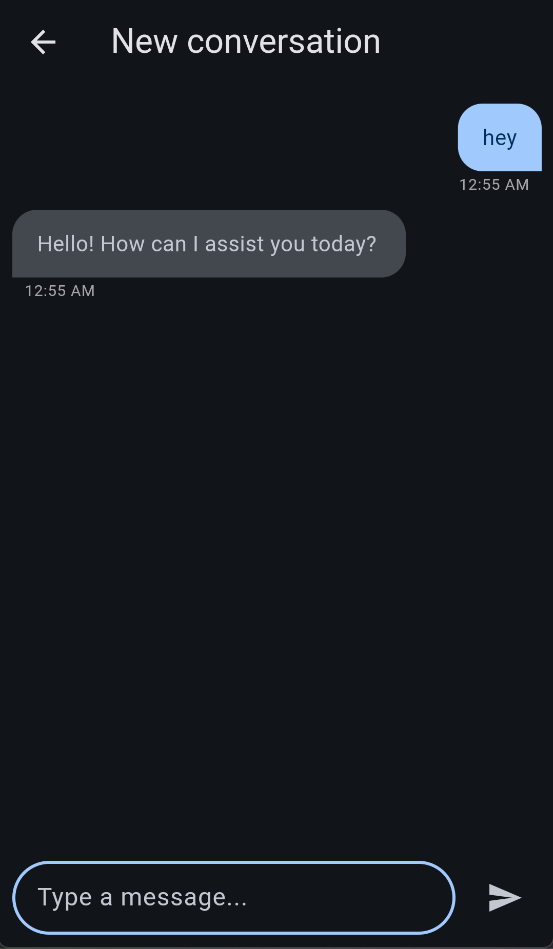 New conversation
hey
12:55 AM
Hello! How can I assist you today?
12:55 AM
Type a message...